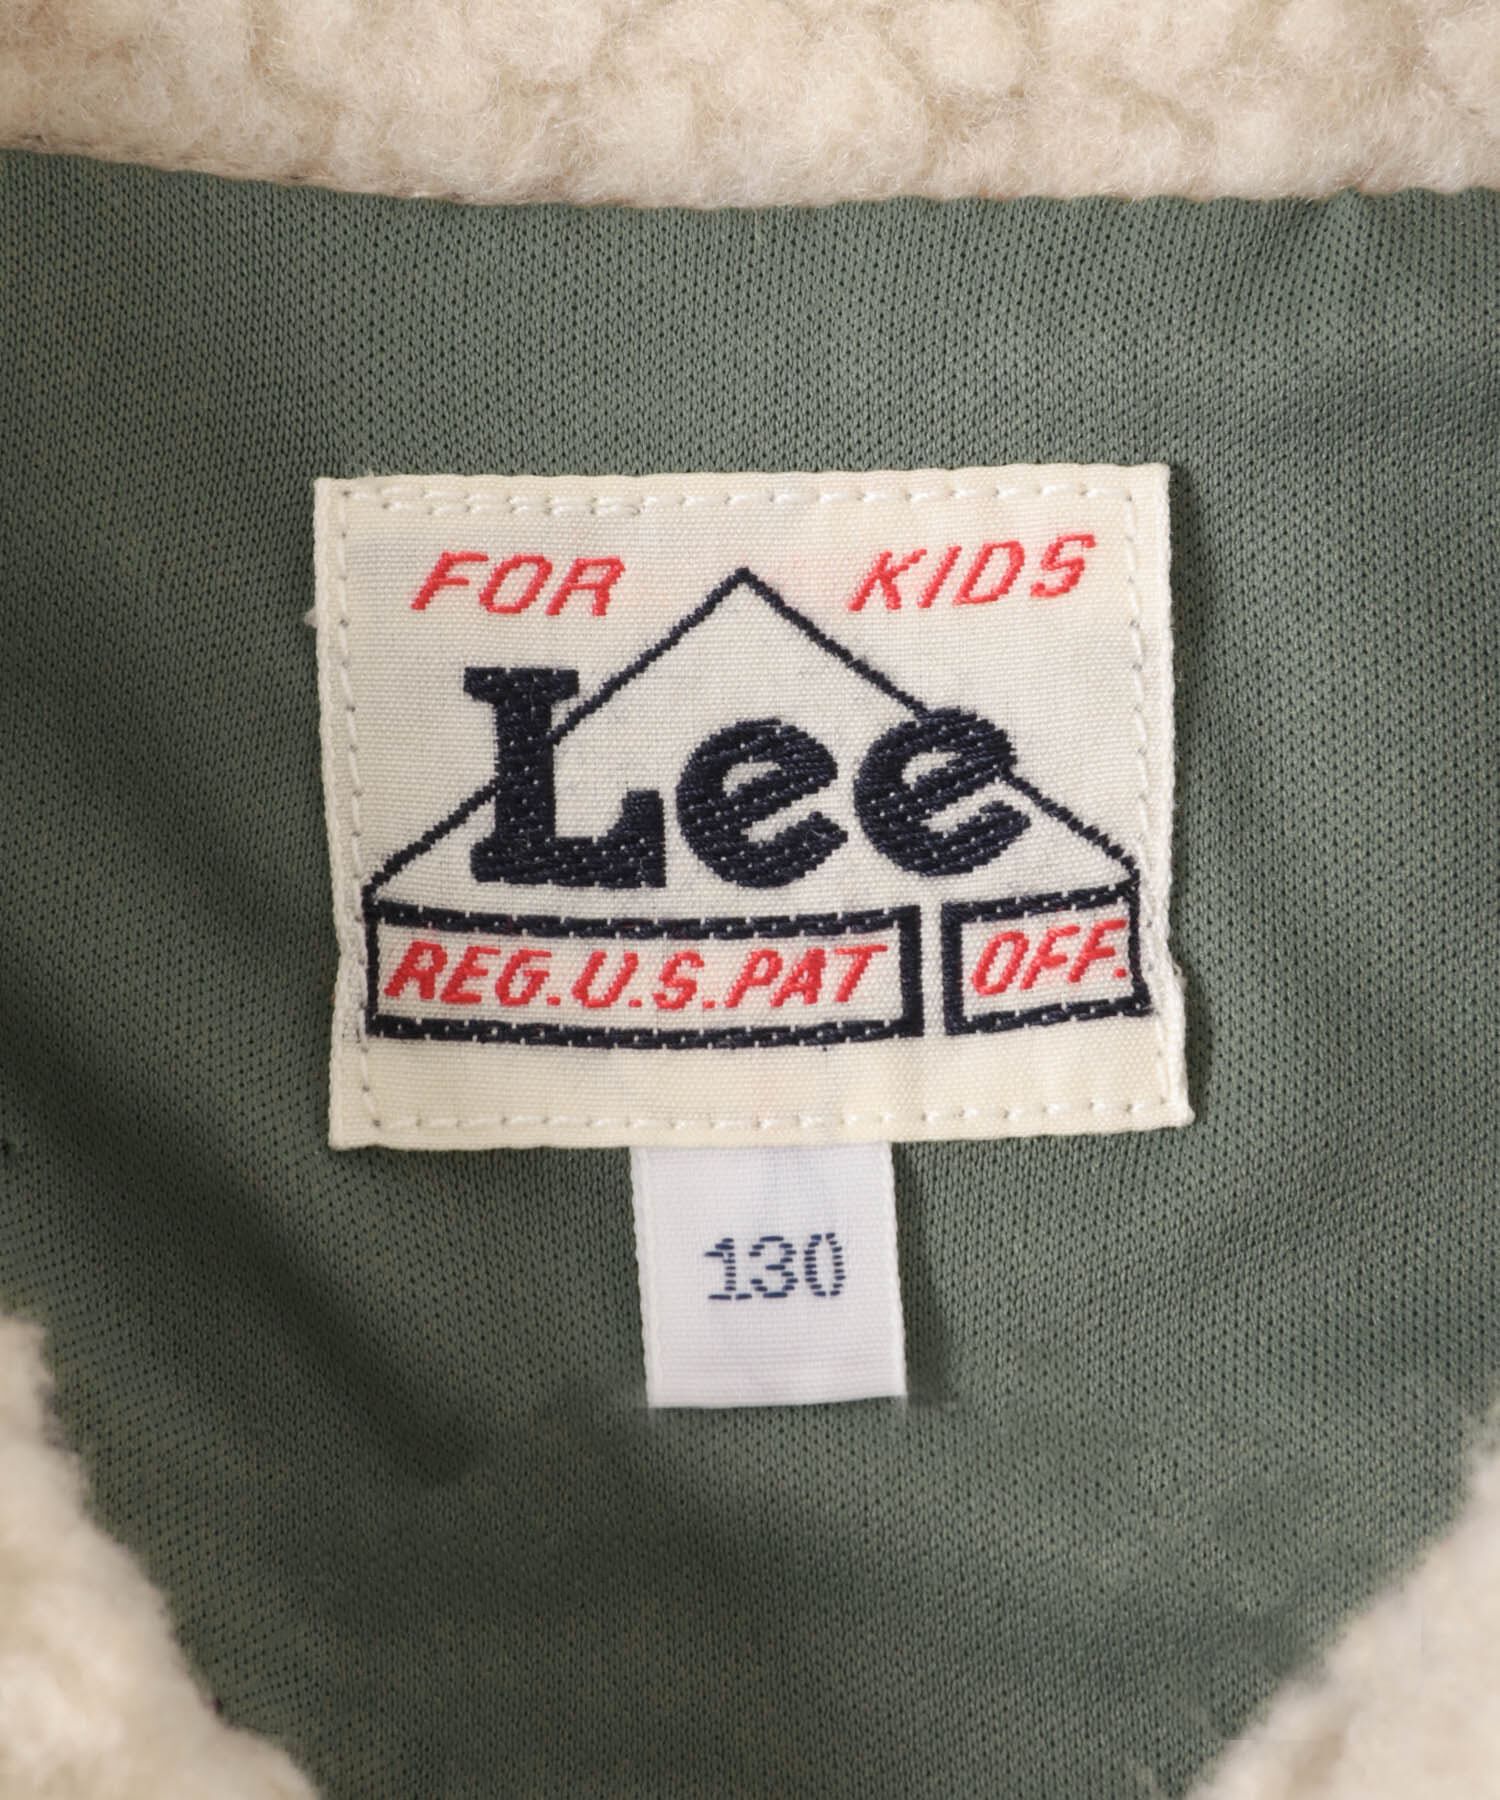 FOR KIDS
Lee
REG.U.S.PAT OFF.
130